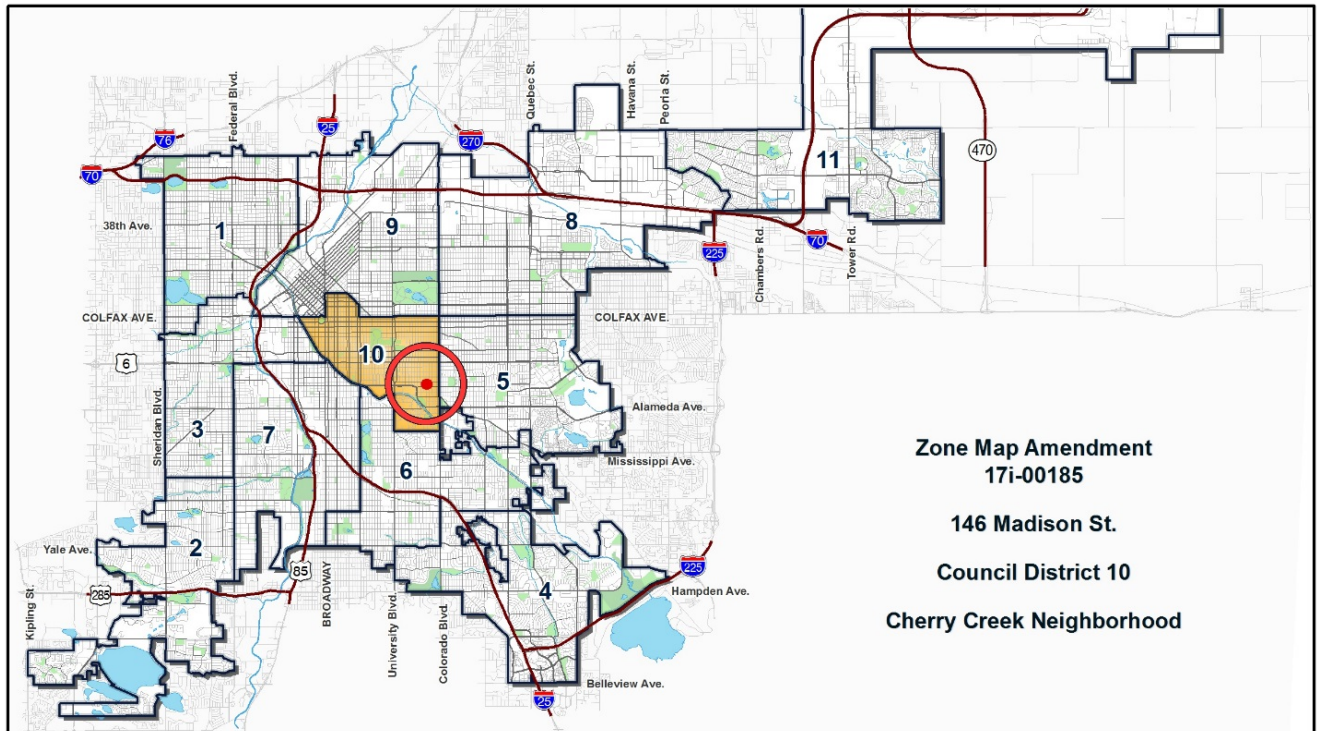 Federal Blvd.
Quebec St.
Havana St.
Peoria St.
25
76
270
70
470
11
38th Ave.
1
9
8
225
70
Chambers Rd.
Tower Rd.
COLFAX AVE.
COLFAX AVE.
6
10
5
Sheridan Blvd.
Alameda Ave.
3
7
Mississippi Ave.
6
Zone Map Amendment
17i-00185
146 Madison St.
Council District 10
Cherry Creek Neighborhood
Yale Ave.
2
85
BROADWAY
University Blvd.
Colorado Blvd.
4
225
Hampden Ave.
285
Kipling St.
Belleview Ave.
25